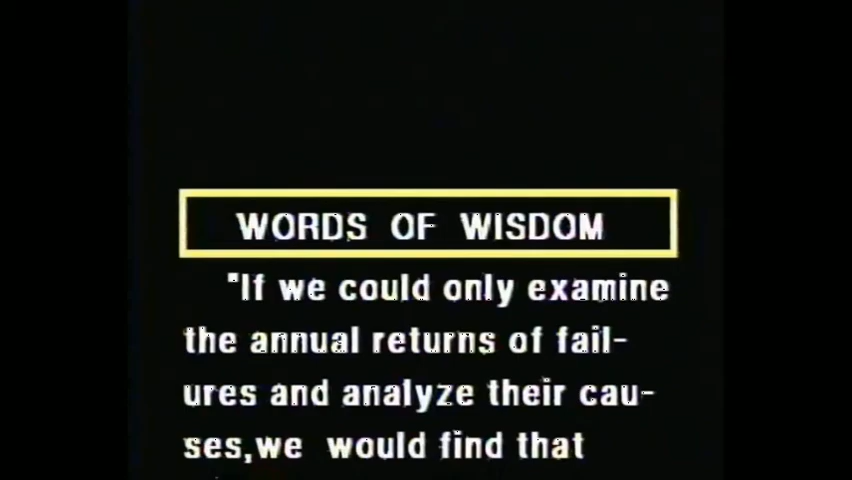 WORDS OF WISDOM
"If we could only examine
the annual returns of fail-
ures and analyze their cau-
ses,we would find that